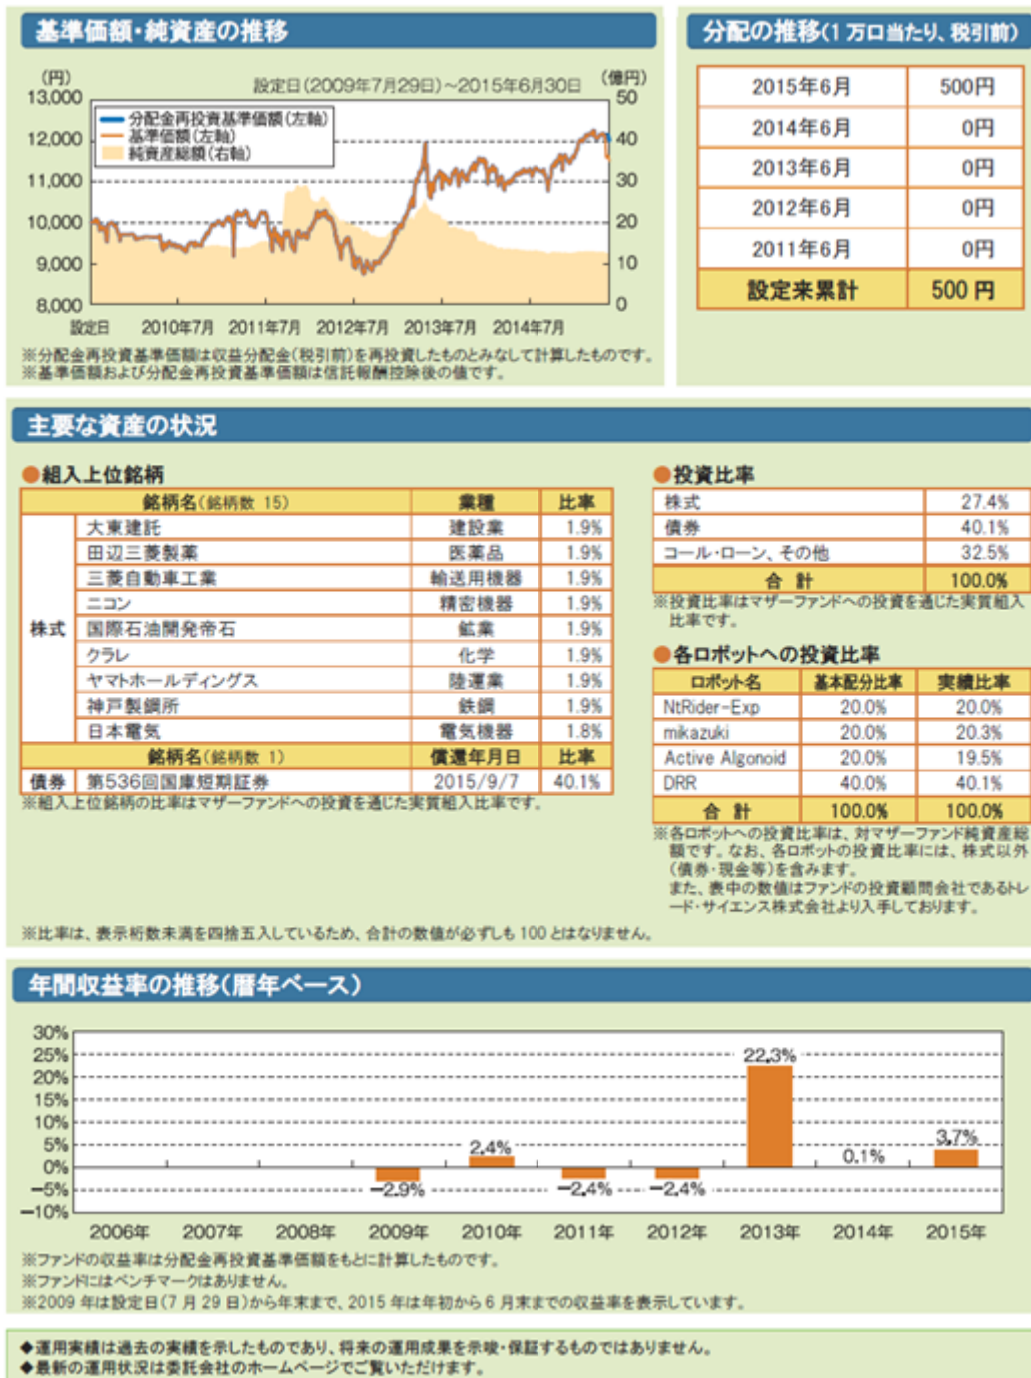 基準価額・純資産の推移
(円)
設定日(2009年7月29日)～2015年6月30日
(億円)
13,000
12,000
11,000
10,000
9,000
8,000
分配金再投資基準価額(左軸)
基準価額(左軸)
純資産総額(右軸)
50
40
30
20
10
0
設定日 2010年7月 2011年7月 2012年7月 2013年7月 2014年7月
※分配金再投資基準価額は収益分配金(税引前)を再投資したものとみなして計算したものです。
※基準価額および分配金再投資基準価額は信託報酬控除後の値です。
分配の推移(1万口当たり、税引前)
2015年6月 500円
2014年6月 0円
2013年6月 0円
2012年6月 0円
2011年6月 0円
設定来累計 500円
主要な資産の状況
●組入上位銘柄
銘柄名(銘柄数 15) 業種 比率
株式
大東建託 建設業 1.9%
田辺三菱製薬 医薬品 1.9%
三菱自動車工業 輸送用機器 1.9%
ニコン 精密機器 1.9%
国際石油開発帝石 鉱業 1.9%
クラレ 化学 1.9%
ヤマトホールディングス 陸運業 1.9%
神戸製鋼所 鉄鋼 1.9%
日本電気 電気機器 1.8%
銘柄名(銘柄数 1) 償還年月日 比率
債券 第536回国庫短期証券 2015/9/7 40.1%
※組入上位銘柄の比率はマザーファンドへの投資を通じた実質組入比率です。
●投資比率
株式 27.4%
債券 40.1%
コール・ローン、その他 32.5%
合 計 100.0%
※投資比率はマザーファンドへの投資を通じた実質組入
比率です。
●各ロボットへの投資比率
ロボット名 基本配分比率 実績比率
NtRider-Exp 20.0% 20.0%
mikazuki 20.0% 20.3%
Active Algonoid 20.0% 19.5%
DRR 40.0% 40.1%
合 計 100.0% 100.0%
※各ロボットへの投資比率は、対マザーファンド純資産総
額です。なお、各ロボットの投資比率には、株式以外
(債券・現金等)を含みます。
また、表中の数値はファンドの投資顧問会社であるトレ
ード・サイエンス株式会社より入手しております。
※比率は、表示桁数未満を四捨五入しているため、合計の数値が必ずしも 100 とはなりません。
年間収益率の推移(暦年ベース)
30%
25%
20%
15%
10%
5%
0%
−5%
−10%
−2.9%
2.4%
−2.4%
−2.4%
22.3%
0.1%
3.7%
2006年 2007年 2008年 2009年 2010年 2011年 2012年 2013年 2014年 2015年
※ファンドの収益率は分配金再投資基準価額をもとに計算したものです。
※ファンドにはベンチマークはありません。
※2009 年は設定日(7 月 29 日)から年末まで、2015 年は年初から 6 月末までの収益率を表示しています。
◆運用実績は過去の実績を示したものであり、将来の運用成果を示唆・保証するものではありません。
◆最新の運用状況は委託会社のホームページでご覧いただけます。